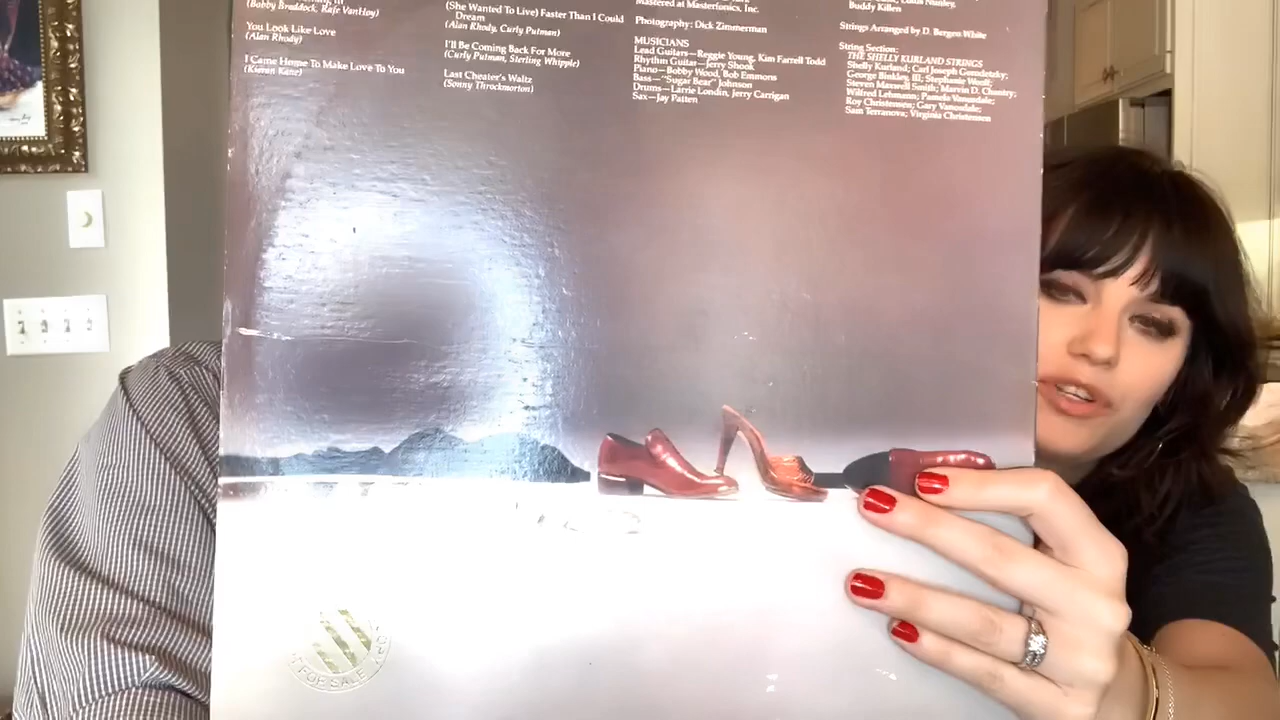 (Bobby Braddock, Rafe VanHoy)
You Look Like Love
(Alan Rhody)
I Came Home To Make Love To You
(Kieran Kane)
(She Wanted To Live) Faster Than I Could
Dream
(Alan Rhody, Curly Putman)
I'll Be Coming Back For More
(Curly Putman, Sterling Whipple)
Last Cheater's Waltz
(Sonny Throckmorton)
Mastered at Masterfonics, Inc.
Photography: Dick Zimmerman
MUSICIANS
Lead Guitars—Reggie Young, Kim Farrell Todd
Rhythm Guitar—Jerry Shook
Piano—Bobby Wood, Bob Emmons
Bass—"Sugar Bear" Johnson
Drums—Larrie Londin, Jerry Carrigan
Sax—Jay Patten
Buddy Killen
Strings Arranged by D. Bergen White
String Section:
THE SHELLY KURLAND STRINGS
Shelly Kurland; Carl Joseph Gorodetzky;
George Binkley, III; Stephanie Woolf;
Steven Maxwell Smith; Marvin D. Chantry;
Wilfred Lehmann; Pamela Vanosdale;
Roy Christensen; Gary Vanosdale;
Sam Terranova; Virginia Christensen
FOR SALE